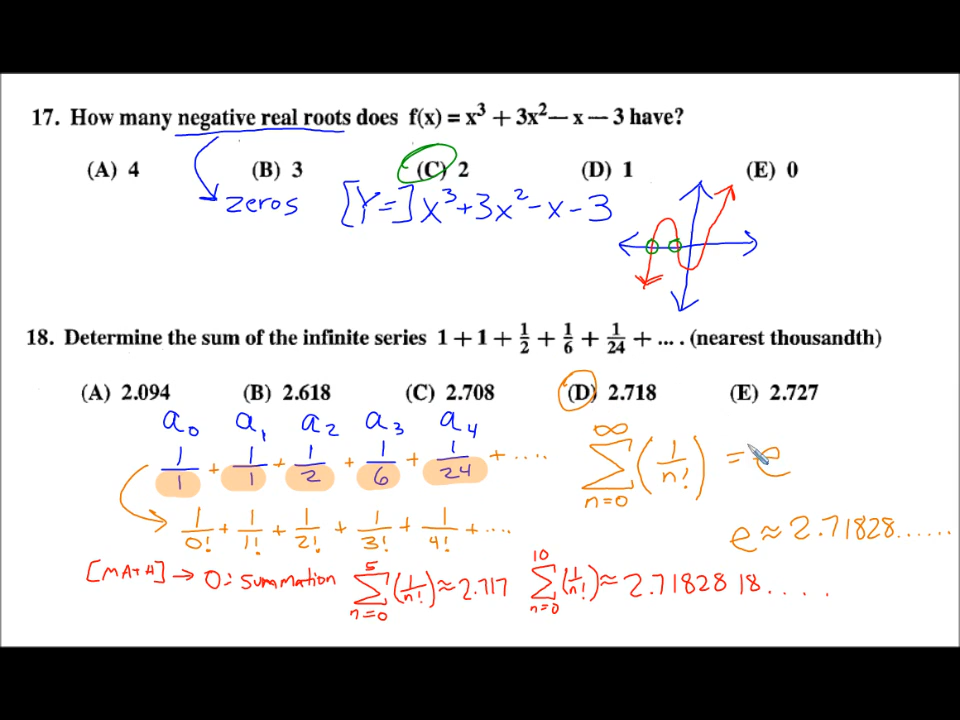 17. How many negative real roots does f(x) = x³ + 3x² – x – 3 have?
(A) 4 (B) 3 (C) 2 (D) 1 (E) 0
zeros [Y=] x³+3x²-x-3
18. Determine the sum of the infinite series 1 + 1 + 1/2 + 1/6 + 1/24 + ... . (nearest thousandth)
(A) 2.094 (B) 2.618 (C) 2.708 (D) 2.718 (E) 2.727
a₀ a₁ a₂ a₃ a₄
1/1 + 1/1 + 1/2 + 1/6 + 1/24 + ....
∞ ∑ n=0 (1/n!) = e
1/0! + 1/1! + 1/2! + 1/3! + 1/4! + ....
e ≈ 2.71828......
[MATH] → 0: Summation 5 ∑ n=0 (1/n!) ≈ 2.717 10 ∑ n=0 (1/n!) ≈ 2.7182818....